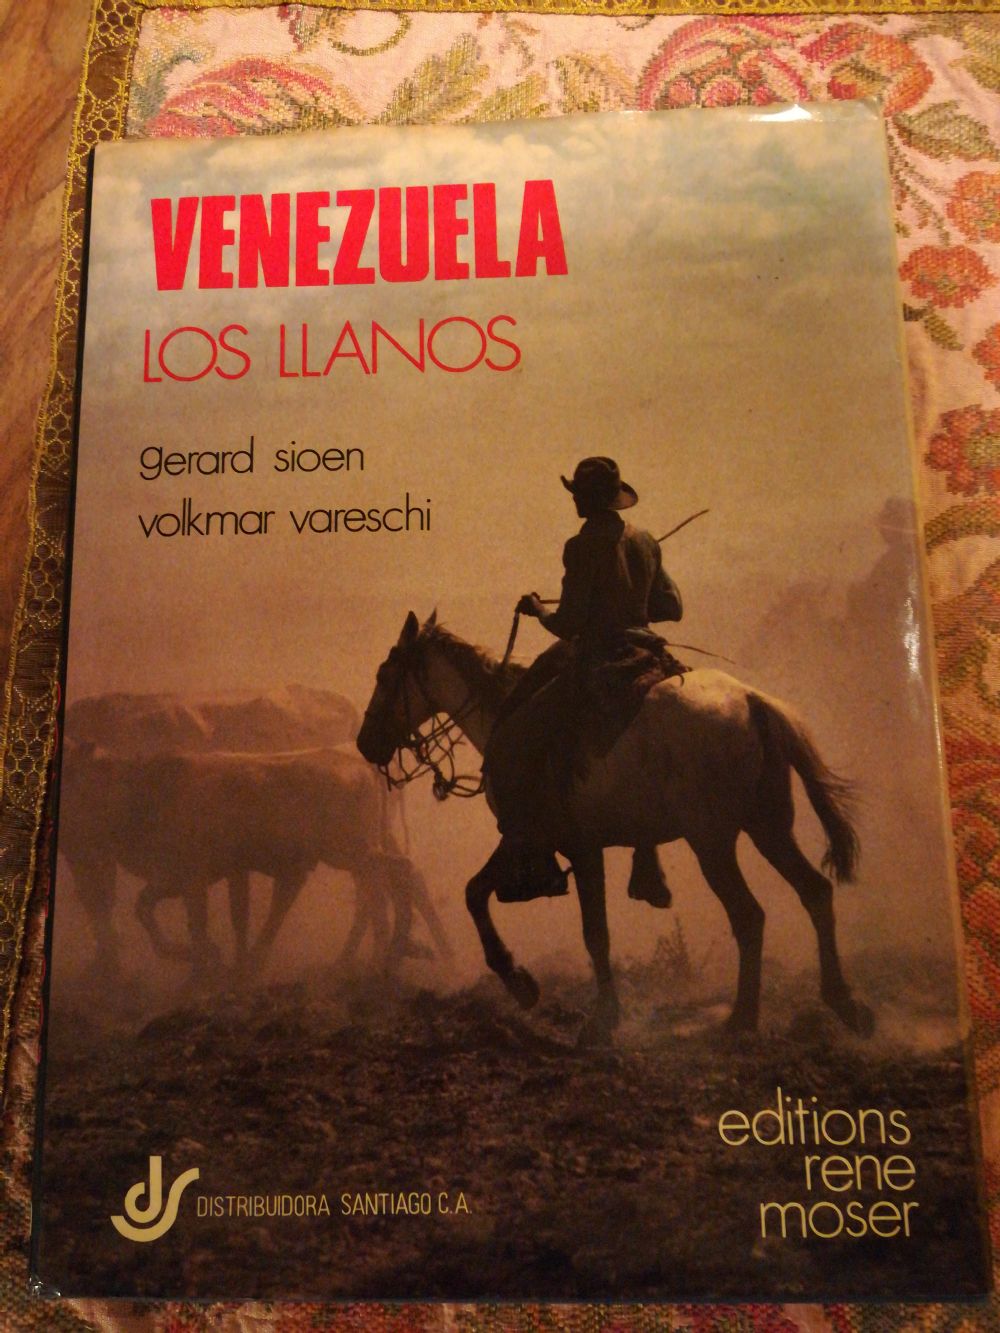 VENEZUELA
LOS LLANOS
gerard sioen
volkmar vareschi
editions
rene
moser
ds DISTRIBUIDORA SANTIAGO C.A.